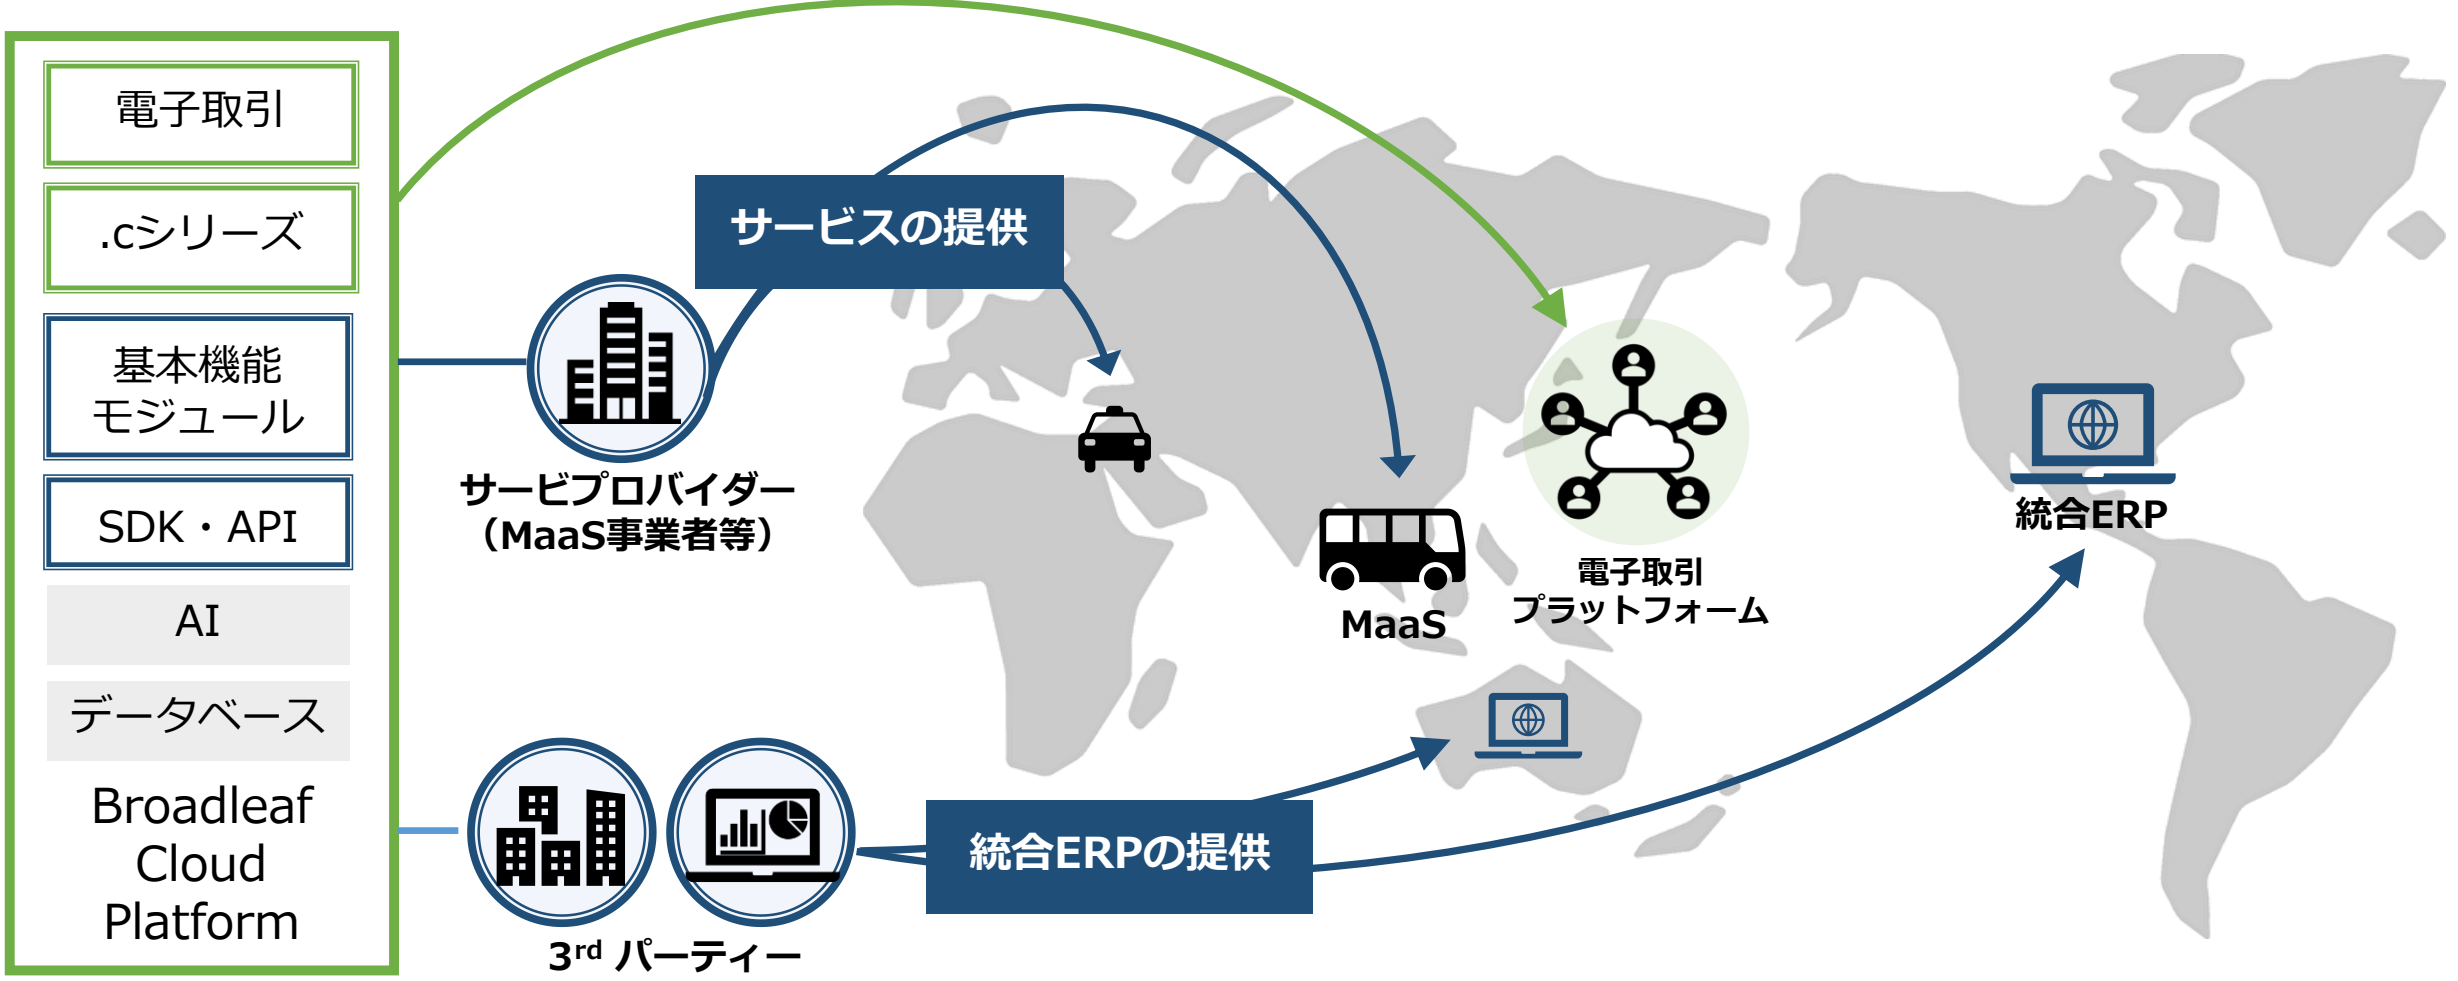 電子取引
.cシリーズ
基本機能
モジュール
SDK・API
AI
データベース
Broadleaf
Cloud
Platform
サービスの提供
サービプロバイダー
（MaaS事業者等）
3rd パーティー
統合ERPの提供
MaaS
電子取引
プラットフォーム
統合ERP